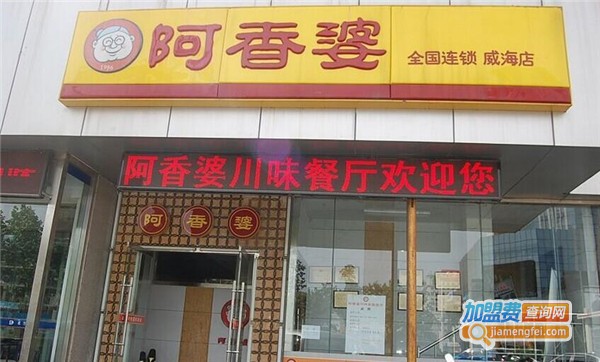 阿香婆
全国连锁 威海店
阿香婆川味餐厅欢迎您
阿香婆
加盟费查询网
jiamengfei.com